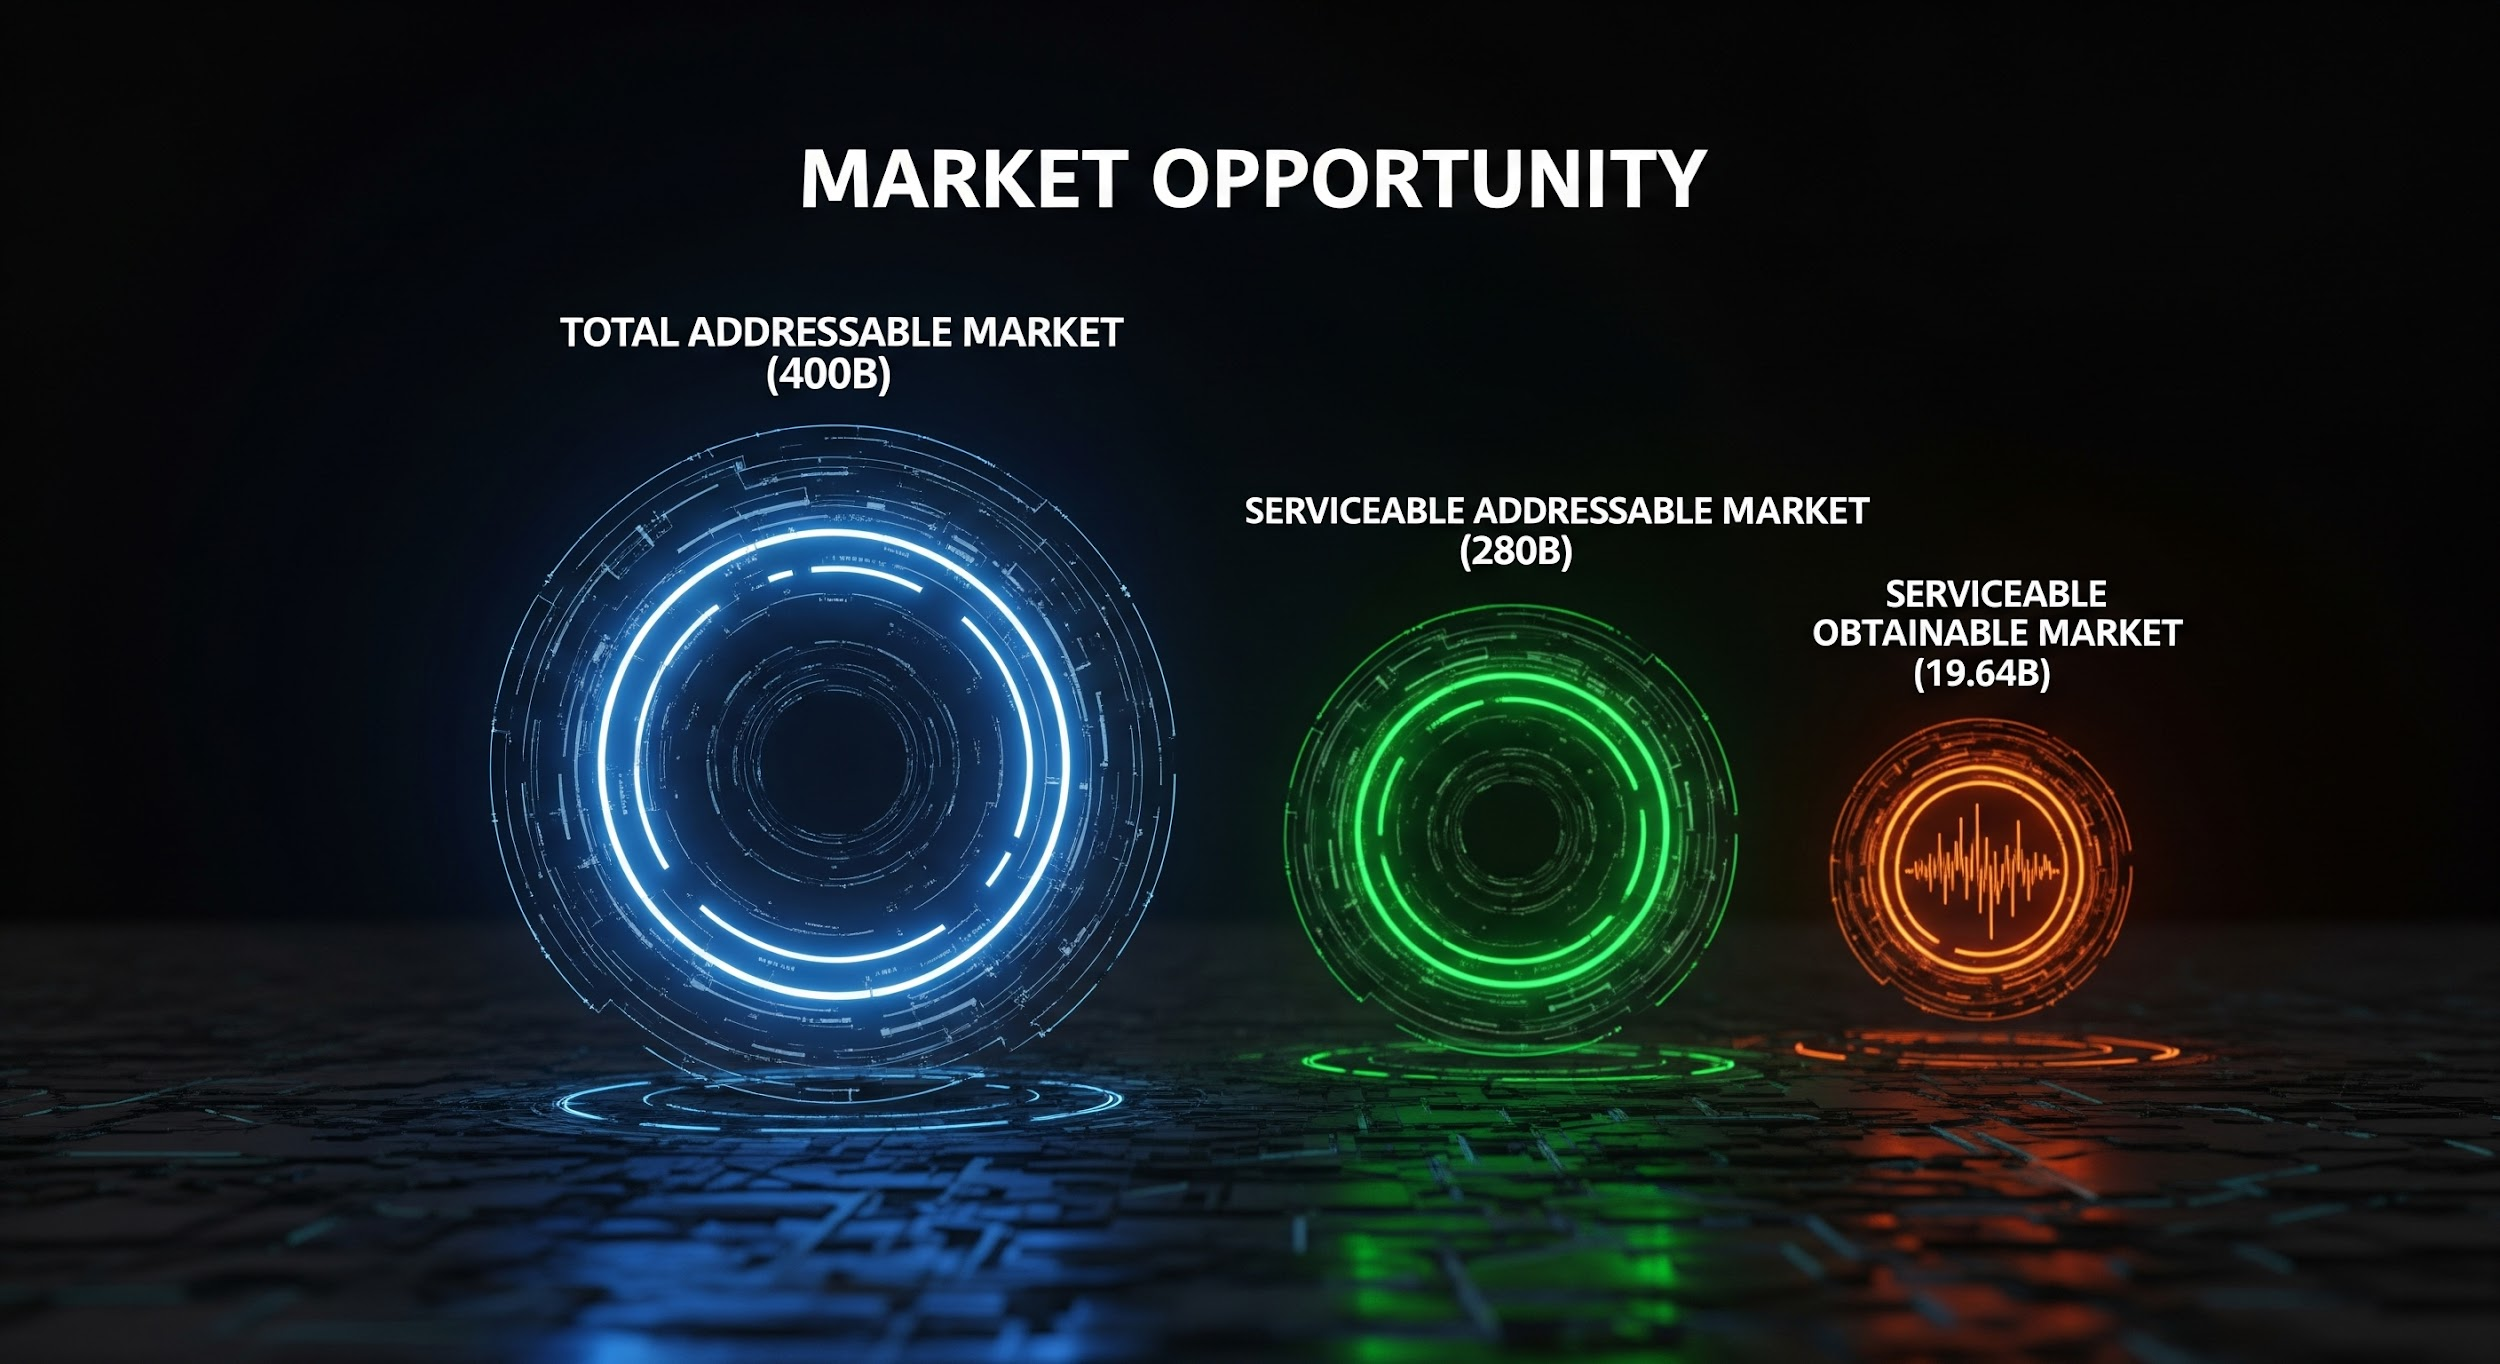 MARKET OPPORTUNITY
TOTAL ADDRESSABLE MARKET
(400B)
SERVICEABLE ADDRESSABLE MARKET
(280B)
SERVICEABLE
OBTAINABLE MARKET
(19.64B)